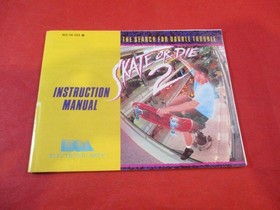 THE SEARCH FOR DOUBLE TROUBLE
SKATE OR DIE
2
INSTRUCTION
MANUAL